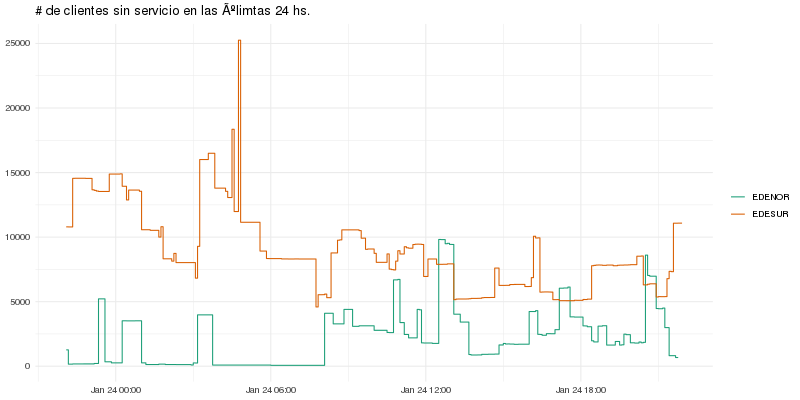 # de clientes sin servicio en las Ãºlimtas 24 hs.
25000
20000
15000
10000
5000
0
Jan 24 00:00
Jan 24 06:00
Jan 24 12:00
Jan 24 18:00
EDENOR
EDESUR